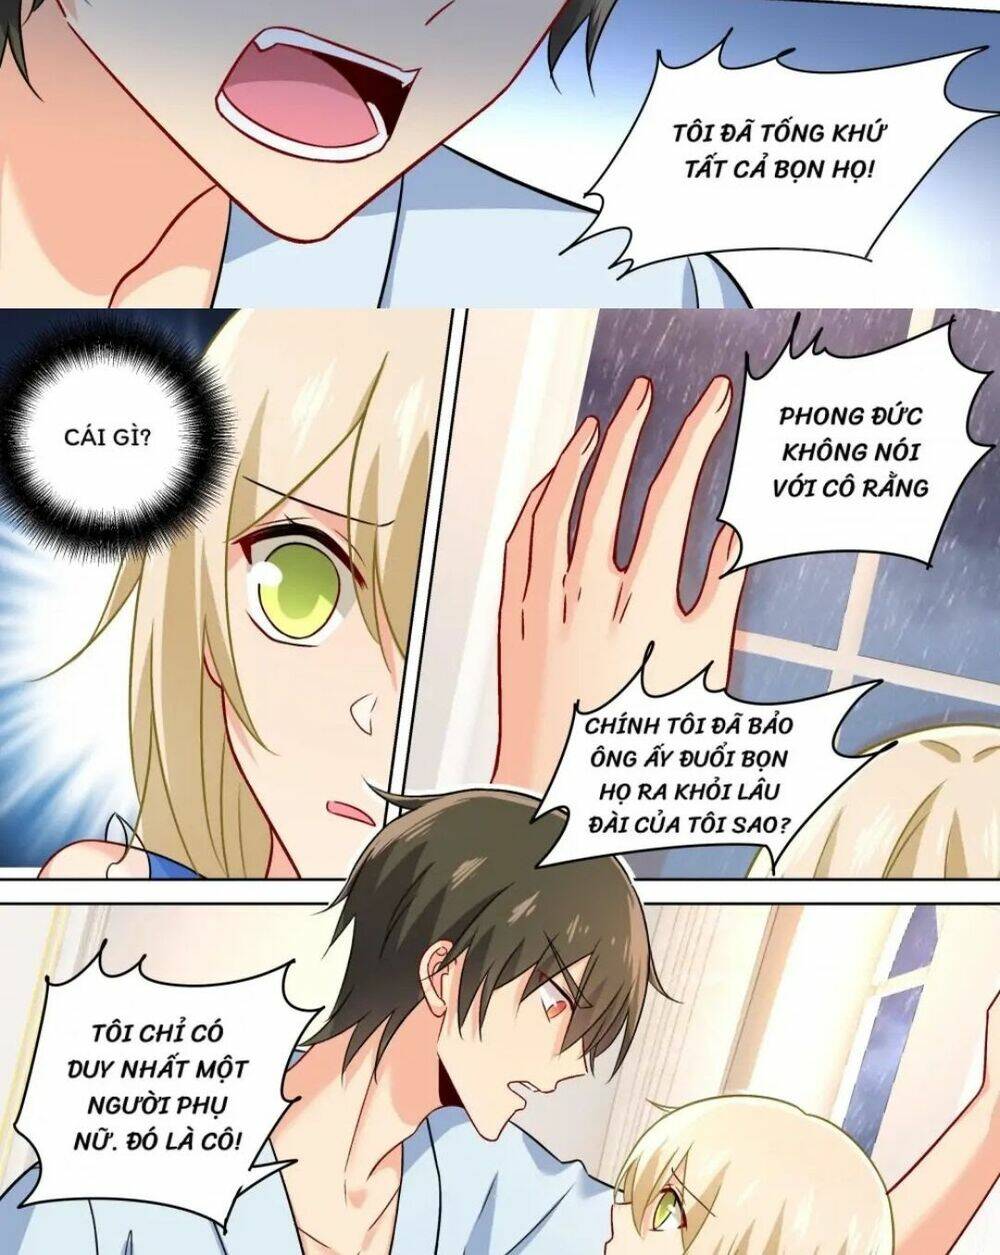 TÔI ĐÃ TỐNG KHỨ
TẤT CẢ BỌN HỌ!
CÁI GÌ?
PHONG ĐỨC
KHÔNG NÓI
VỚI CÔ RẰNG
CHÍNH TÔI ĐÃ BẢO
ÔNG ẤY ĐUỔI BỌN
HỌ RA KHỎI LÂU
ĐÀI CỦA TÔI SAO?
TÔI CHỈ CÓ
DUY NHẤT MỘT
NGƯỜI PHỤ
NỮ. ĐÓ LÀ CÔ!